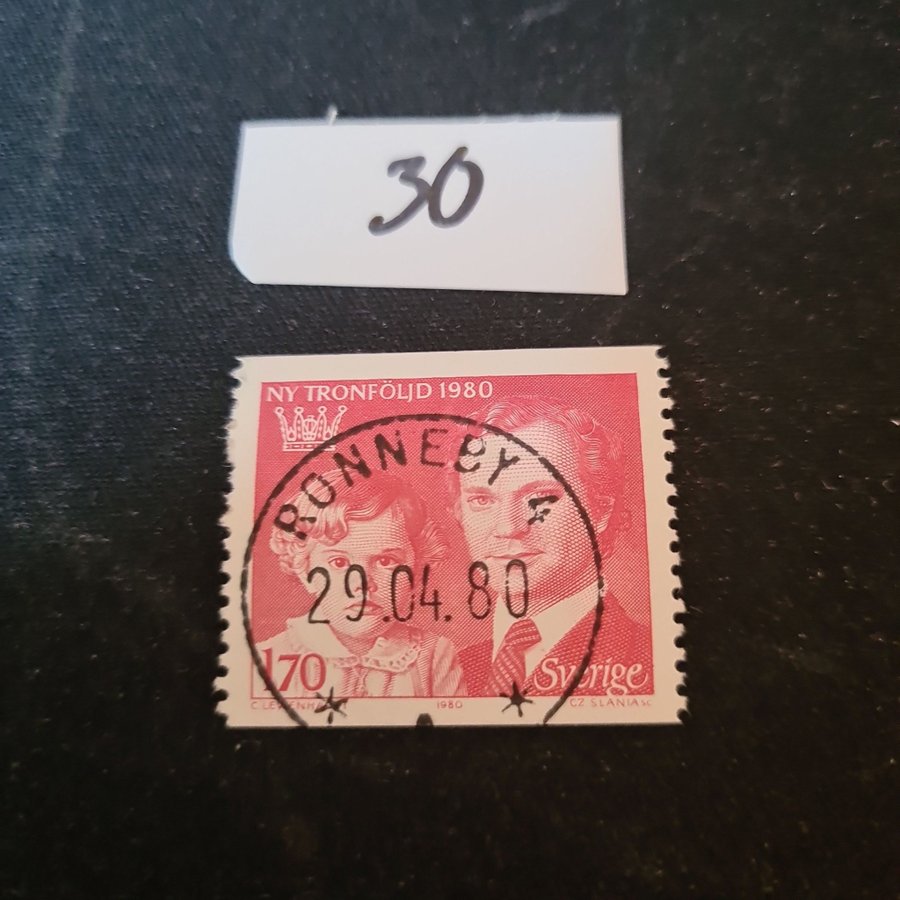 30
NY TRONFÖLJD 1980
RONNEBY 4
29.04.80
170
Sverige
1980
CZ SLANIA SC